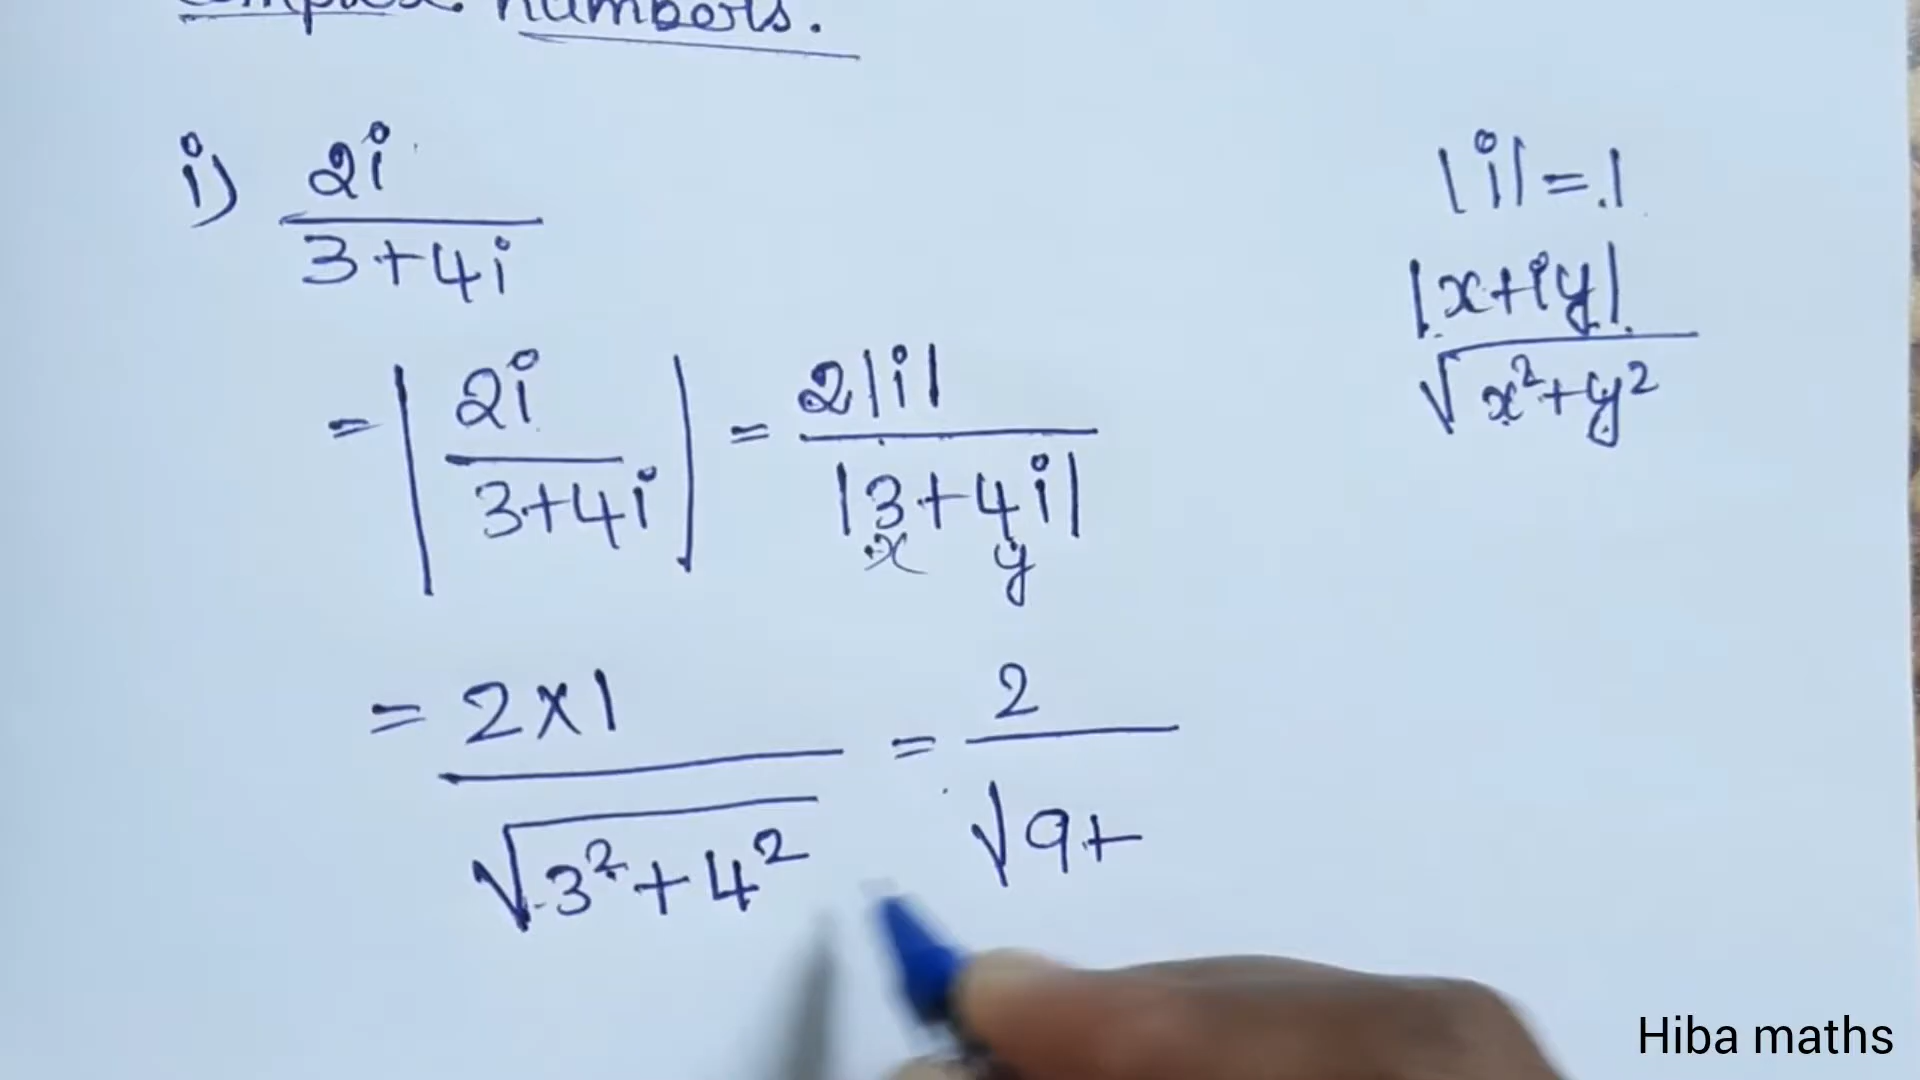 numbers.
i) 2i / 3+4i
|i| = 1
|x+iy|
√x²+y²
= |2i / 3+4i| = 2|i| / |3+4i|
x y
= 2×1 / √3²+4² = 2 / √9+
Hiba maths